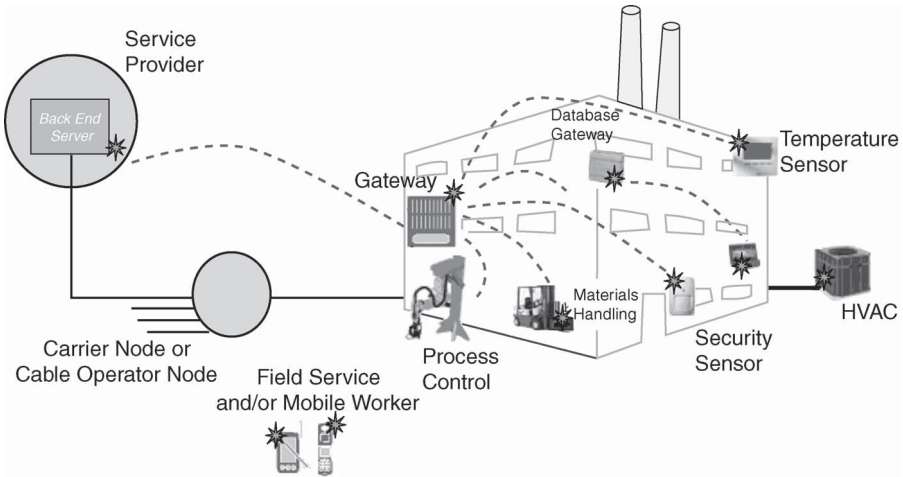 Service
Provider
Back End
Server
Database
Gateway
Temperature
Sensor
Gateway
Materials
Handling
HVAC
Security
Sensor
Process
Control
Carrier Node or
Cable Operator Node
Field Service
and/or Mobile Worker